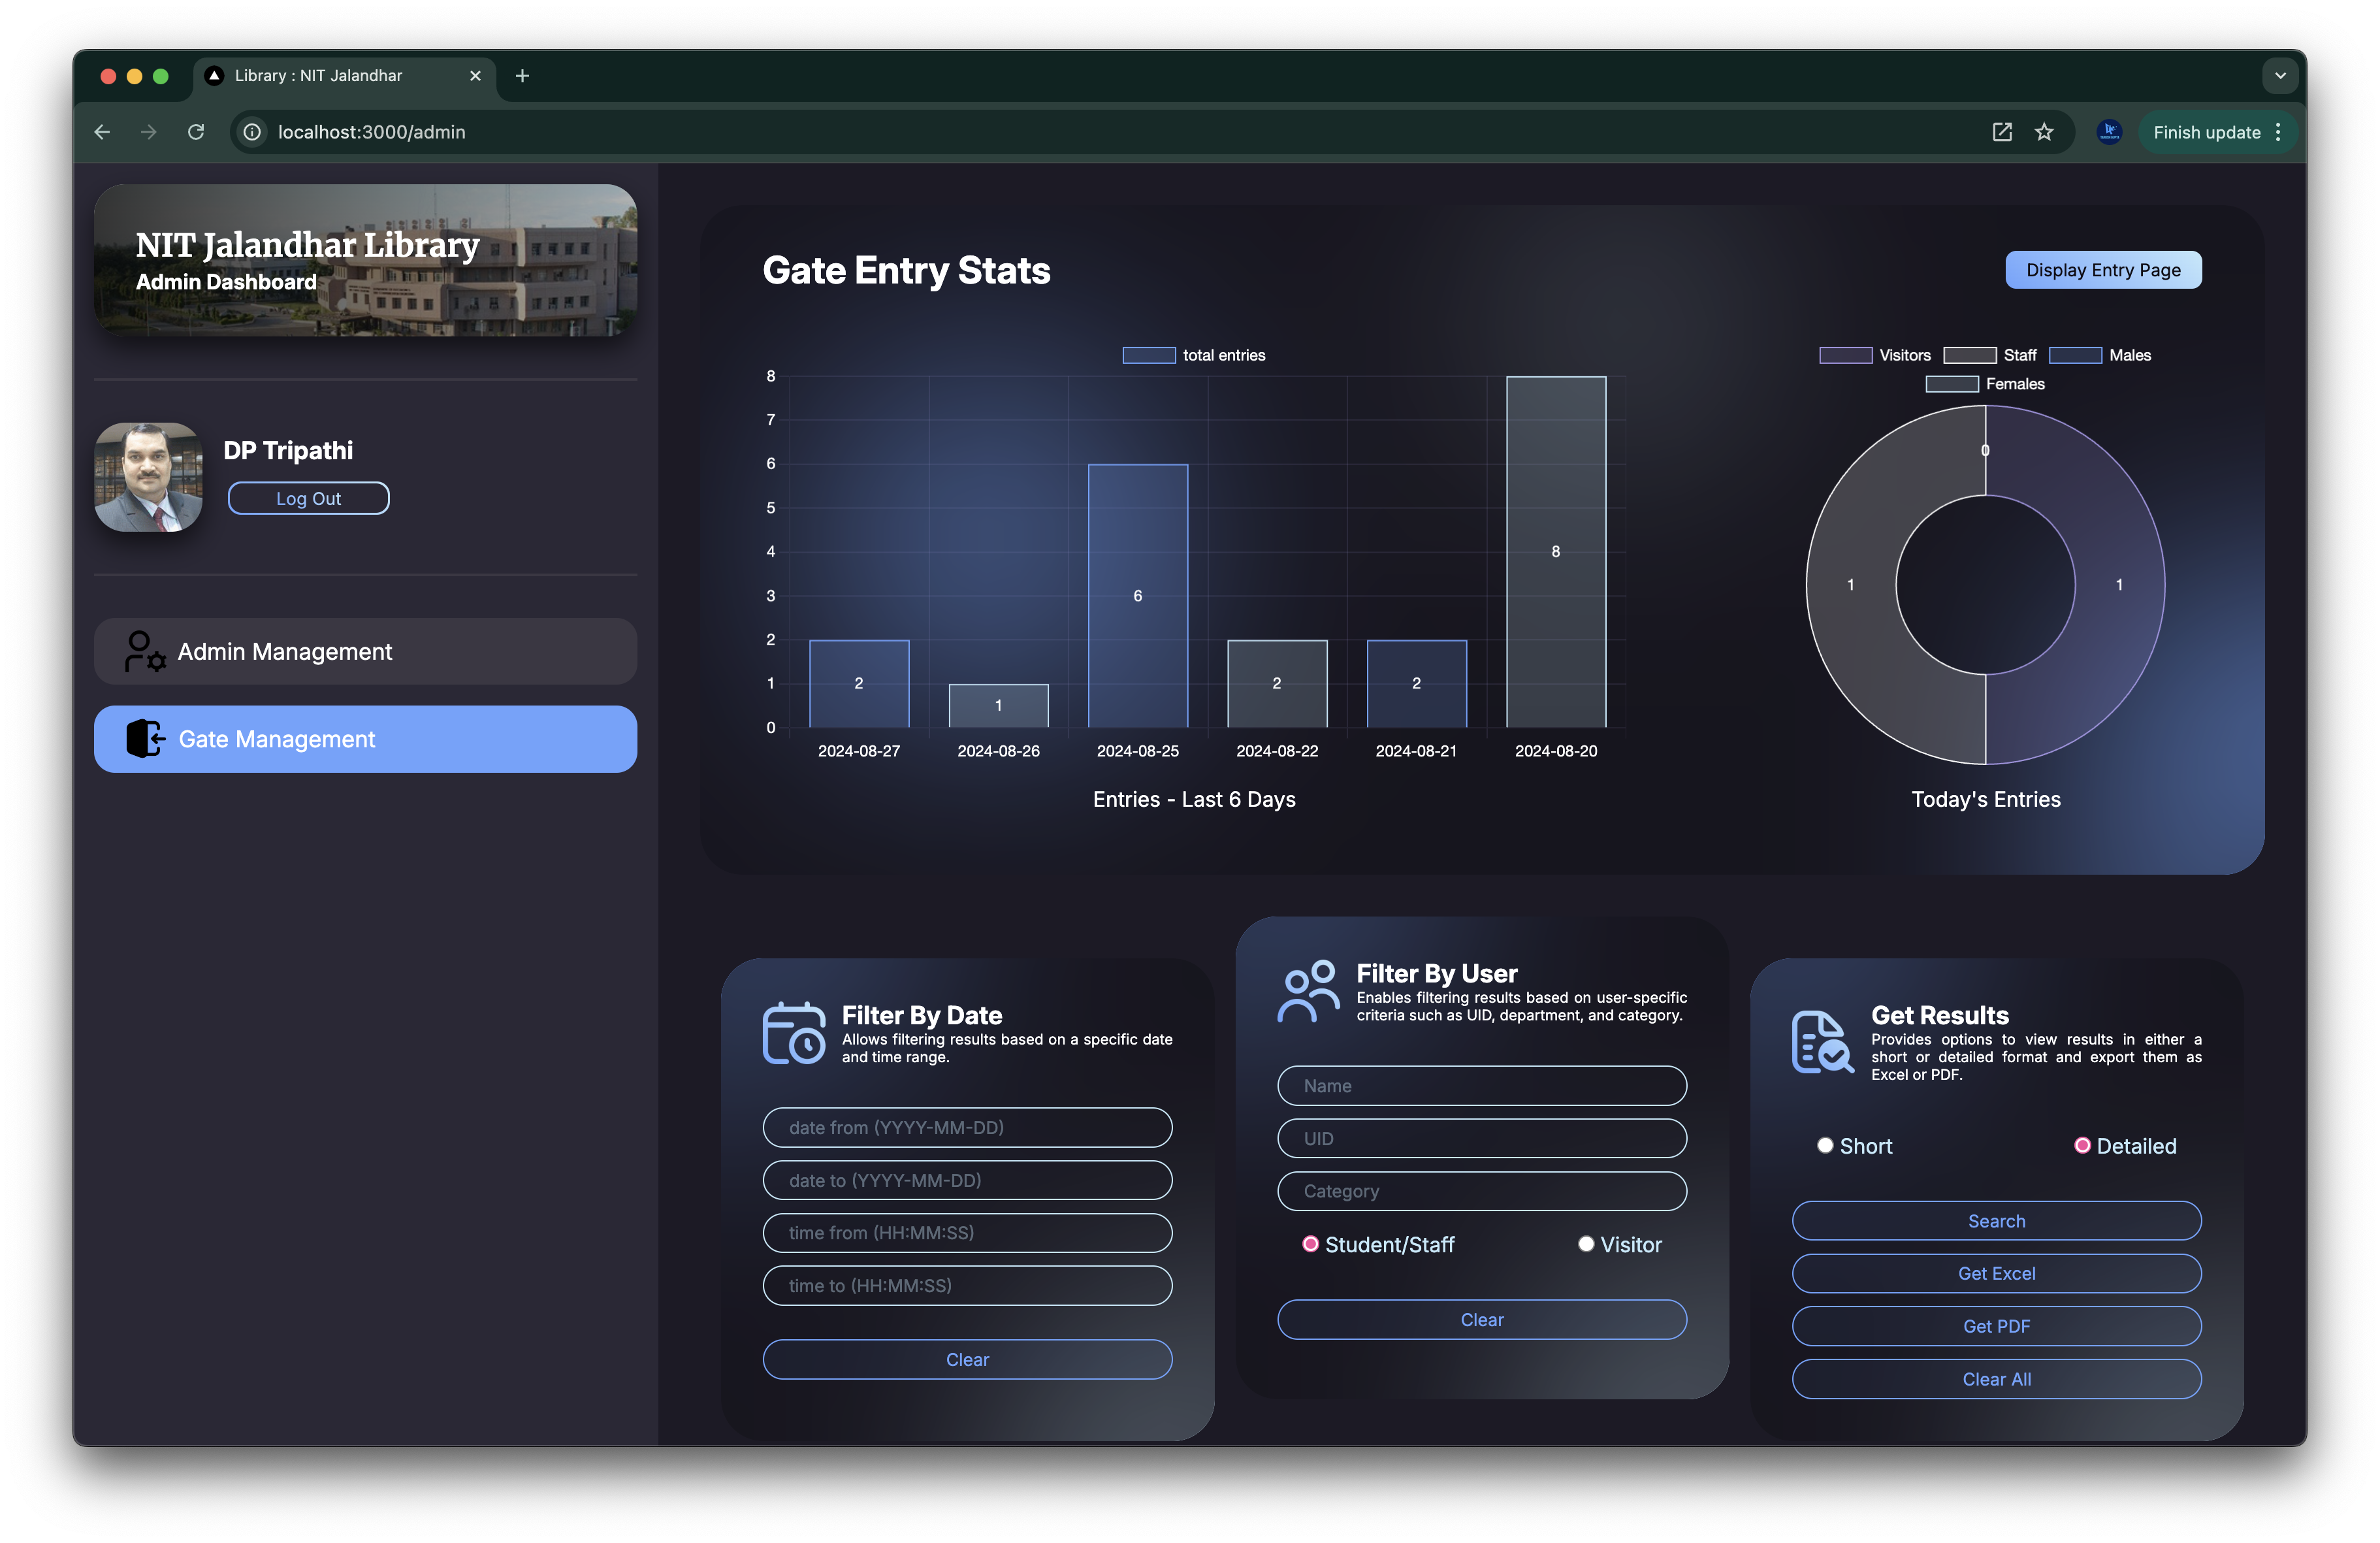 Library : NIT Jalandhar
localhost:3000/admin
Finish update
NIT Jalandhar Library
Admin Dashboard
DP Tripathi
Log Out
Admin Management
Gate Management
Gate Entry Stats
Display Entry Page
total entries
8
7
6
5
4
3
2
1
0
2
1
6
2
2
8
2024-08-27
2024-08-26
2024-08-25
2024-08-22
2024-08-21
2024-08-20
Entries - Last 6 Days
Visitors
Staff
Males
Females
0
1
1
Today's Entries
Filter By Date
Allows filtering results based on a specific date
and time range.
date from (YYYY-MM-DD)
date to (YYYY-MM-DD)
time from (HH:MM:SS)
time to (HH:MM:SS)
Clear
Filter By User
Enables filtering results based on user-specific
criteria such as UID, department, and category.
Name
UID
Category
Student/Staff
Visitor
Clear
Get Results
Provides options to view results in either a
short or detailed format and export them as
Excel or PDF.
Short
Detailed
Search
Get Excel
Get PDF
Clear All